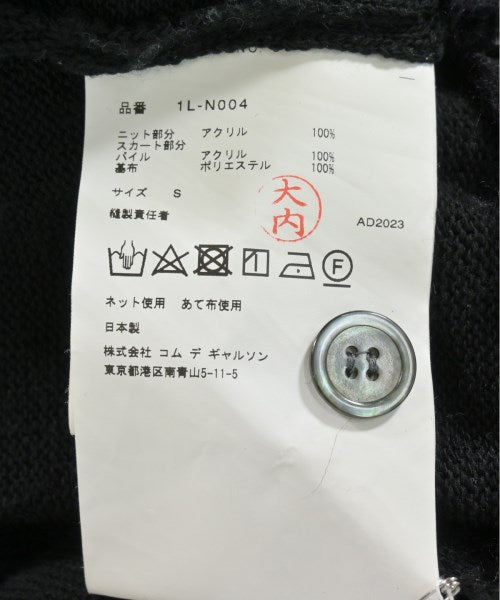 品番 1L-N004
ニット部分 アクリル 100%
スカート部分
パイル アクリル 100%
基布 ポリエステル 100%
サイズ S
縫製責任者
大内
AD2023
F
ネット使用 あて布使用
日本製
株式会社 コム デ ギャルソン
東京都港区南青山5-11-5